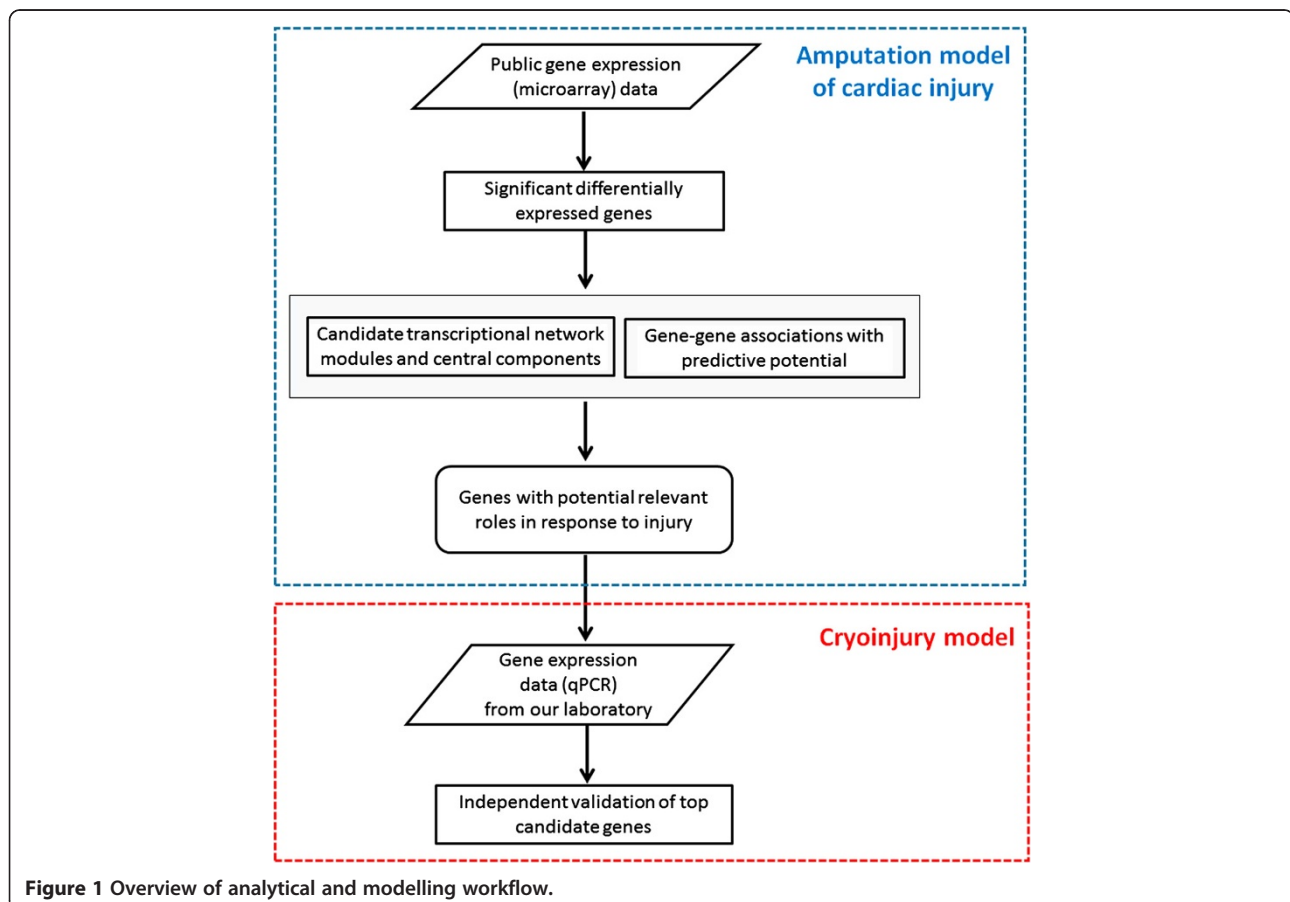 Amputation model
of cardiac injury
Public gene expression
(microarray) data
Significant differentially
expressed genes
Candidate transcriptional network
modules and central components
Gene-gene associations with
predictive potential
Genes with potential relevant
roles in response to injury
Cryoinjury model
Gene expression
data (qPCR)
from our laboratory
Independent validation of top
candidate genes
Figure 1 Overview of analytical and modelling workflow.